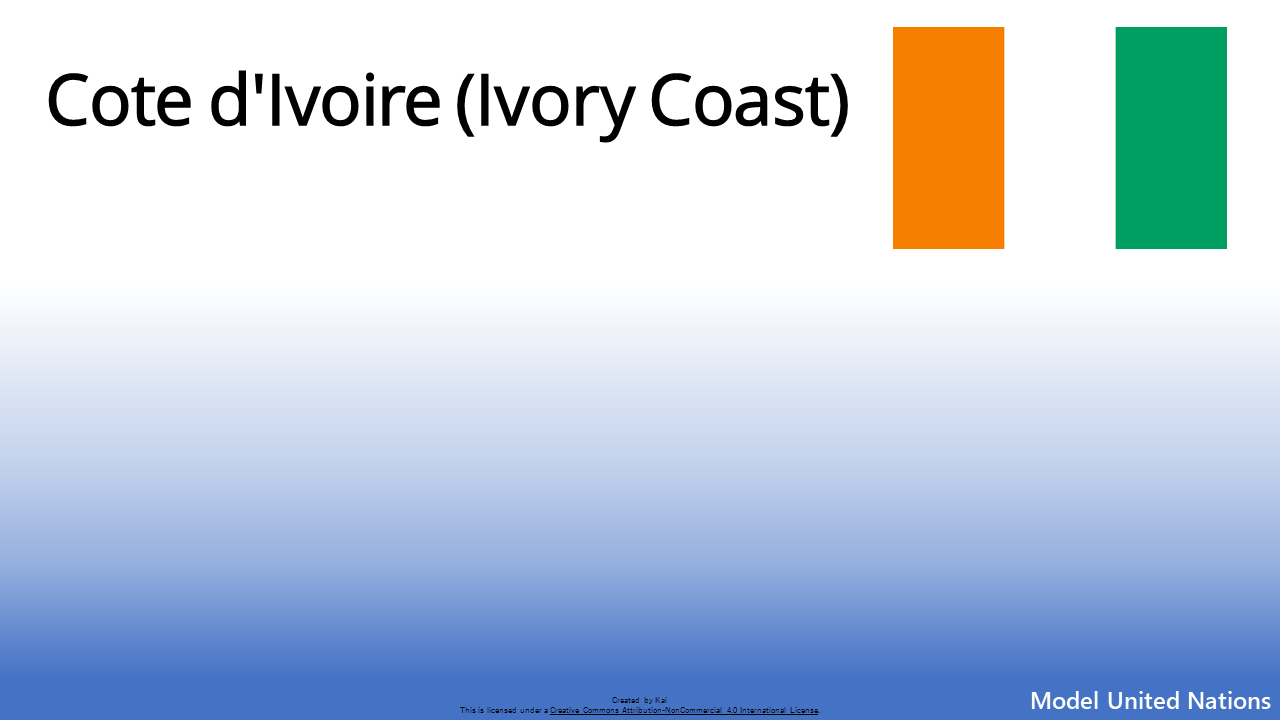 Cote d'Ivoire (Ivory Coast)
Created by Kai
This is licensed under a Creative Commons Attribution-NonCommercial 4.0 International License.
Model United Nations